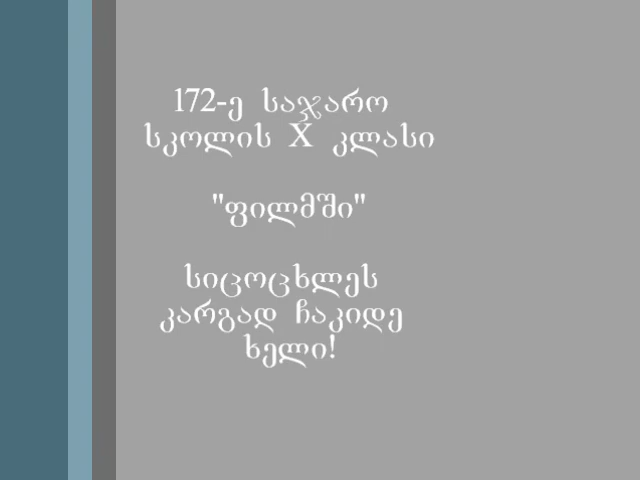 172-ე საჯარო
სკოლის X კლასი
"ფილმში"
სიცოცხლეს
კარგად ჩაკიდე
ხელი!